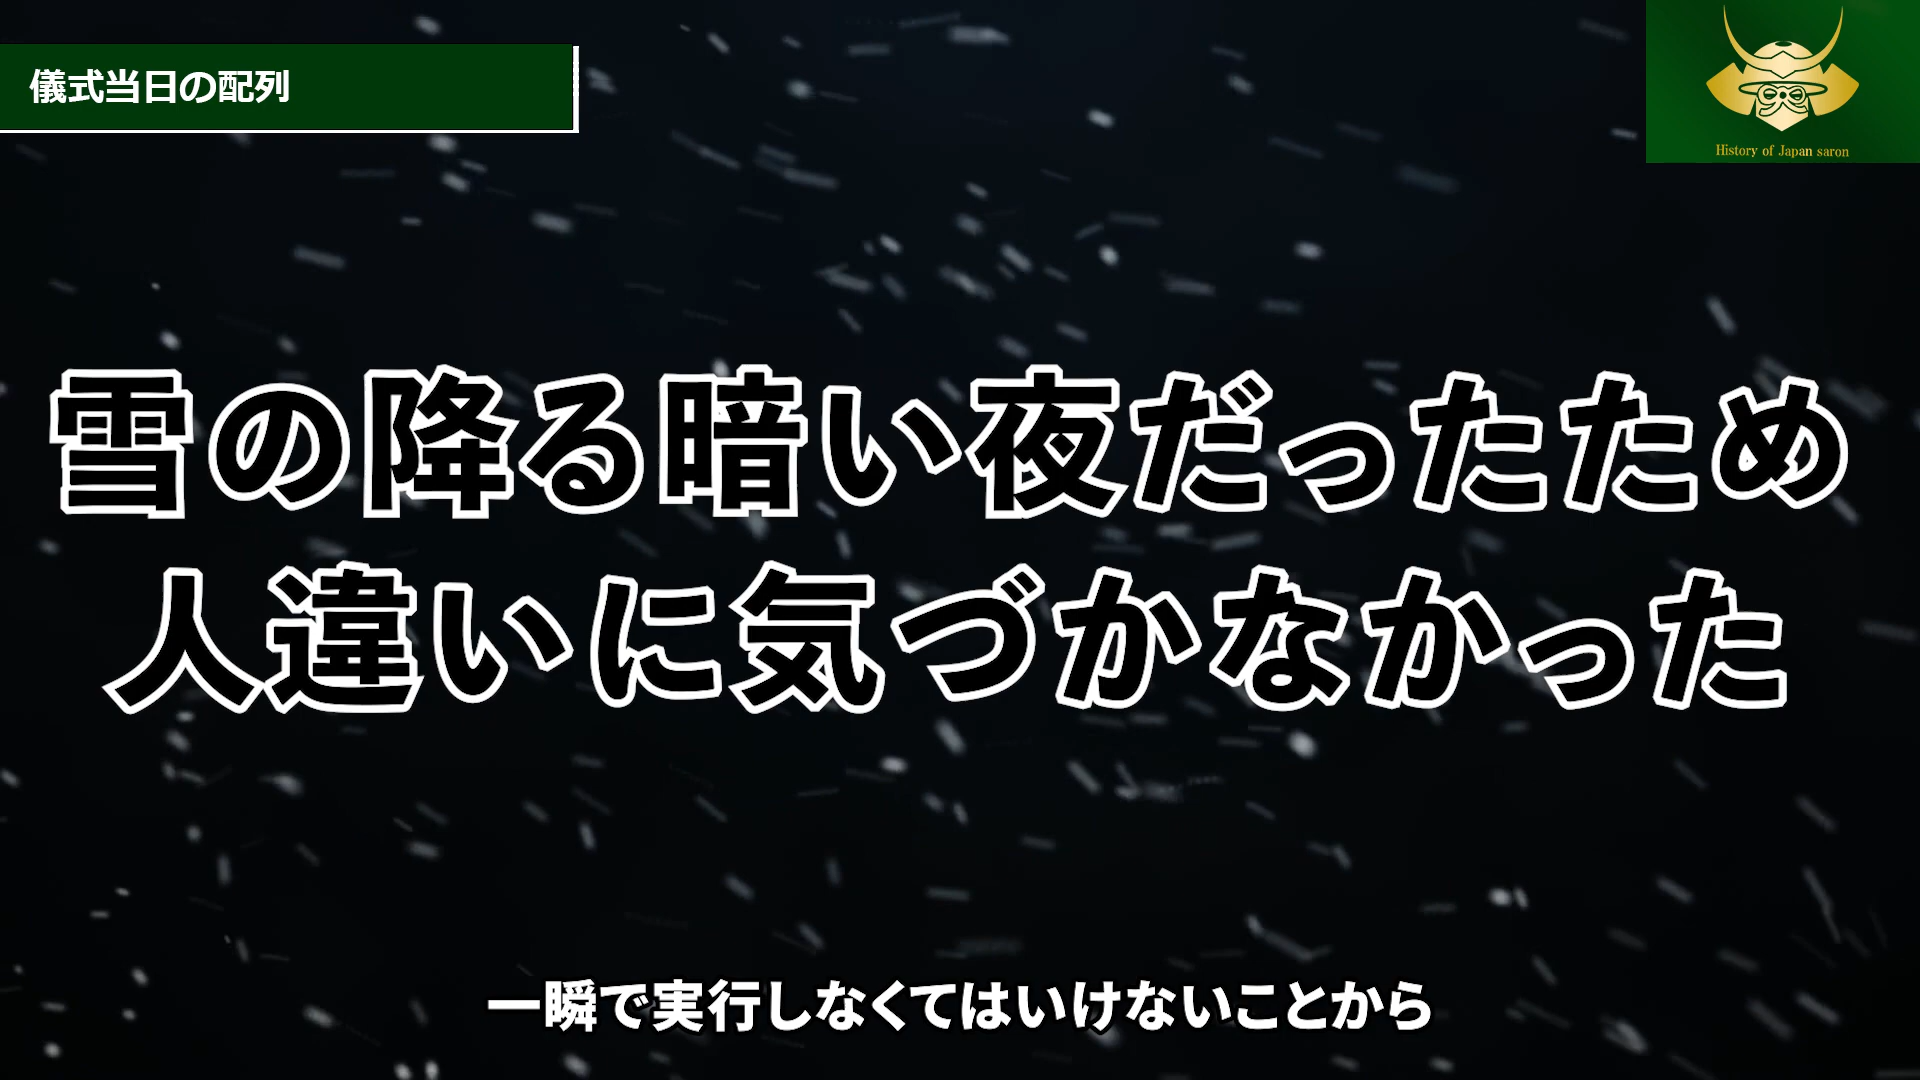 儀式当日の配列
History of Japan saron
雪の降る暗い夜だったため
人違いに気づかなかった
一瞬で実行しなくてはいけないことから